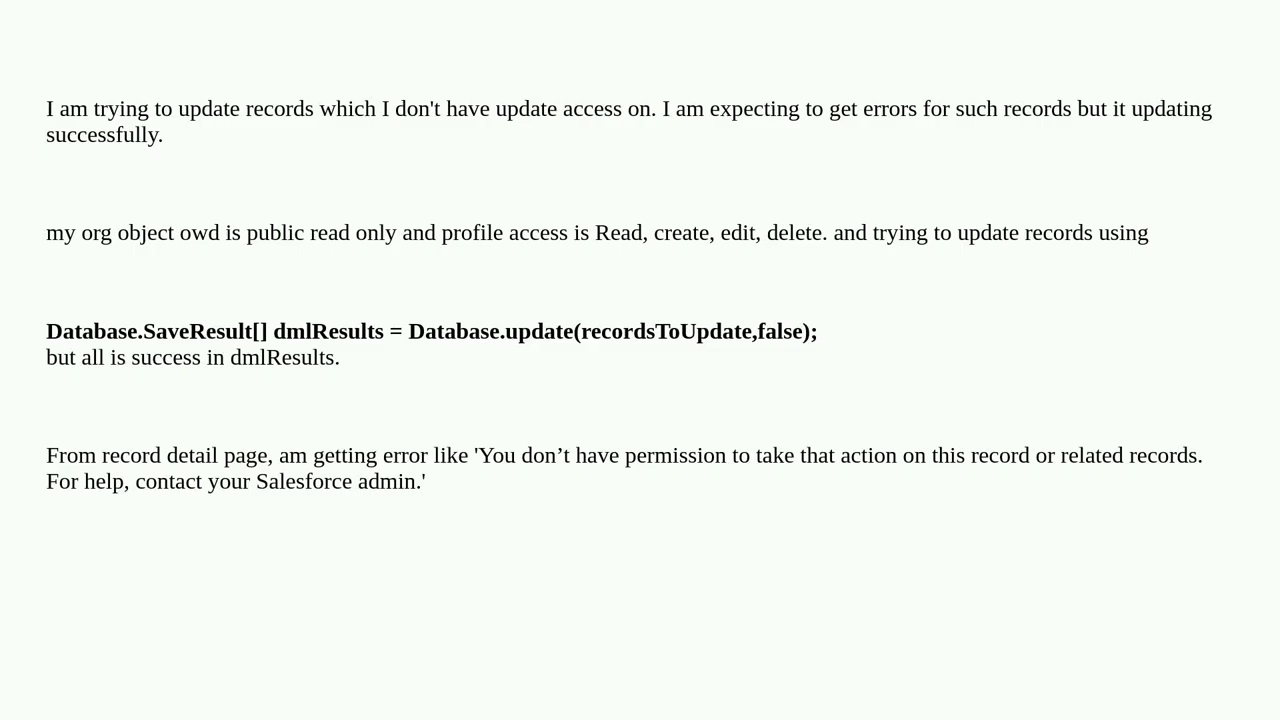 I am trying to update records which I don't have update access on. I am expecting to get errors for such records but it updating
successfully.
my org object owd is public read only and profile access is Read, create, edit, delete. and trying to update records using
Database.SaveResult[] dmlResults = Database.update(recordsToUpdate,false);
but all is success in dmlResults.
From record detail page, am getting error like 'You don’t have permission to take that action on this record or related records.
For help, contact your Salesforce admin.'